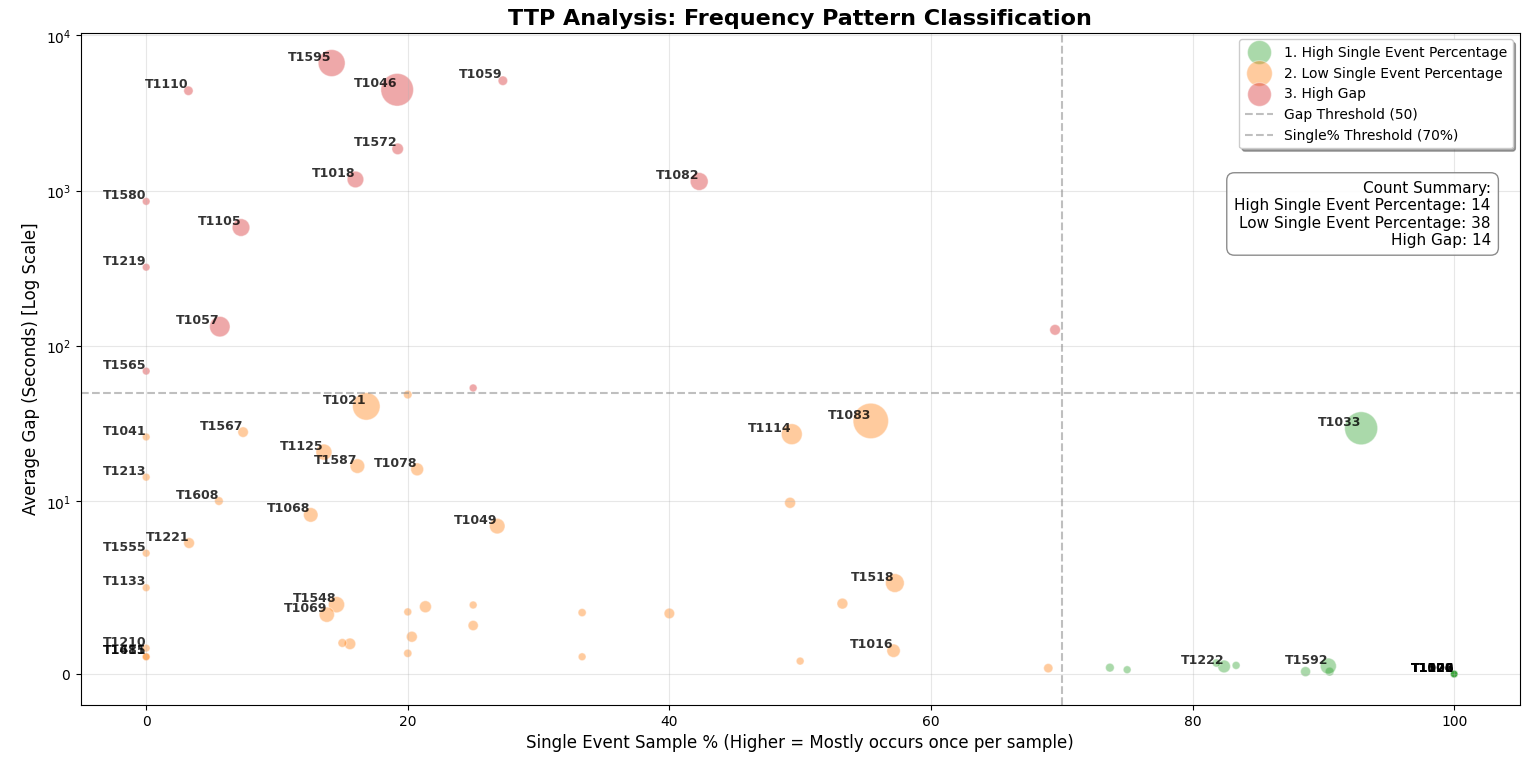 TTP Analysis: Frequency Pattern Classification
10⁴
10³
10²
10¹
0
Average Gap (Seconds) [Log Scale]
1. High Single Event Percentage
2. Low Single Event Percentage
3. High Gap
Gap Threshold (50)
Single% Threshold (70%)
Count Summary:
High Single Event Percentage: 14
Low Single Event Percentage: 38
High Gap: 14
T1595
T1110
T1046
T1059
T1572
T1018
T1082
T1580
T1105
T1219
T1057
T1565
T1021
T1083
T1114
T1033
T1567
T1041
T1125
T1587
T1078
T1213
T1608
T1068
T1049
T1221
T1555
T1133
T1518
T1548
T1069
T1210
T1016
T1222
T1592
0
20
40
60
80
100
Single Event Sample % (Higher = Mostly occurs once per sample)